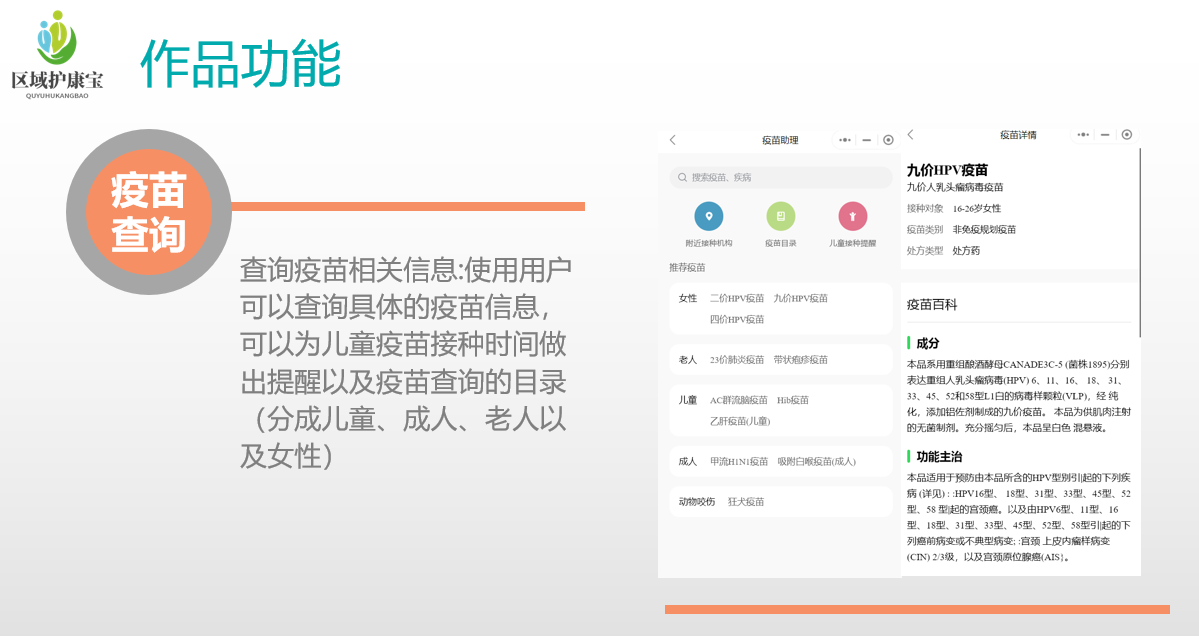 区域护康宝
QUYUHUKANGBAO
作品功能
疫苗
查询
查询疫苗相关信息:使用用户
可以查询具体的疫苗信息，
可以为儿童疫苗接种时间做
出提醒以及疫苗查询的目录
（分成儿童、成人、老人以
及女性）
疫苗助理
搜索疫苗、疾病
附近接种机构 疫苗目录 儿童接种提醒
推荐疫苗
女性 二价HPV疫苗 九价HPV疫苗
四价HPV疫苗
老人 23价肺炎疫苗 带状疱疹疫苗
儿童 AC群流脑疫苗 Hib疫苗
乙肝疫苗(儿童)
成人 甲流H1N1疫苗 吸附白喉疫苗(成人)
动物咬伤 狂犬疫苗
疫苗详情
九价HPV疫苗
九价人乳头瘤病毒疫苗
接种对象 16-26岁女性
疫苗类别 非免疫规划疫苗
处方类型 处方药
疫苗百科
成分
本品系用重组酸酒酵母CANADE3C-5 (菌株1895)分别
表达重组人乳头瘤病毒(HPV) 6、11、16、 18、 31、
33、45、52和58型L1白的病毒样颗粒(VLP)，经 纯
化，添加铝佐剂制成的九价疫苗。 本品为供肌肉注射
的无菌制剂。充分摇匀后，本品呈白色 混悬液。
功能主治
本品适用于预防由本品所含的HPV型别引|起的下列疾
病 (详见) : :HPV16型、 18型、31型、33型、45型、52
型、58 型|起的宫颈癌。以及由HPV6型、11型、16
型、18型、31型、33型、45型、52型、58型引|起的下
列癌前病变或不典型病变; :宫颈 上皮内瘤样病变
(CIN) 2/3级，以及宫颈原位腺癌(AIS}。